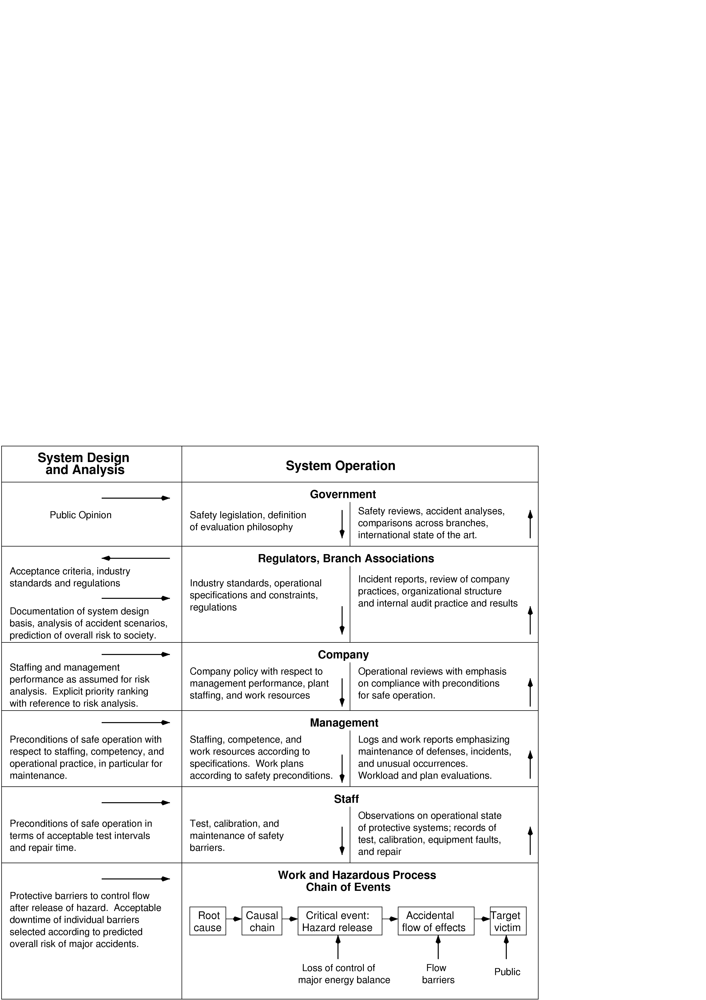 System Design
and Analysis
System Operation
Public Opinion
Government
Safety legislation, definition
of evaluation philosophy
Safety reviews, accident analyses,
comparisons across branches,
international state of the art.
Acceptance criteria, industry
standards and regulations
Documentation of system design
basis, analysis of accident scenarios,
prediction of overall risk to society.
Regulators, Branch Associations
Industry standards, operational
specifications and constraints,
regulations
Incident reports, review of company
practices, organizational structure
and internal audit practice and results
Staffing and management
performance as assumed for risk
analysis.  Explicit priority ranking
with reference to risk analysis.
Company
Company policy with respect to
management performance, plant
staffing, and work resources
Operational reviews with emphasis
on compliance with preconditions
for safe operation.
Preconditions of safe operation with
respect to staffing, competency, and
operational practice, in particular for
maintenance.
Management
Staffing, competence, and
work resources according to
specifications.  Work plans
according to safety preconditions.
Logs and work reports emphasizing
maintenance of defenses, incidents,
and unusual occurrences.
Workload and plan evaluations.
Preconditions of safe operation in
terms of acceptable test intervals
and repair time.
Staff
Test, calibration, and
maintenance of safety
barriers.
Observations on operational state
of protective systems; records of
test, calibration, equipment faults,
and repair
Protective barriers to control flow
after release of hazard.  Acceptable
downtime of individual barriers
selected according to predicted
overall risk of major accidents.
Work and Hazardous Process
Chain of Events
Root
cause
Causal
chain
Critical event:
Hazard release
Accidental
flow of effects
Target
victim
Loss of control of
major energy balance
Flow
barriers
Public